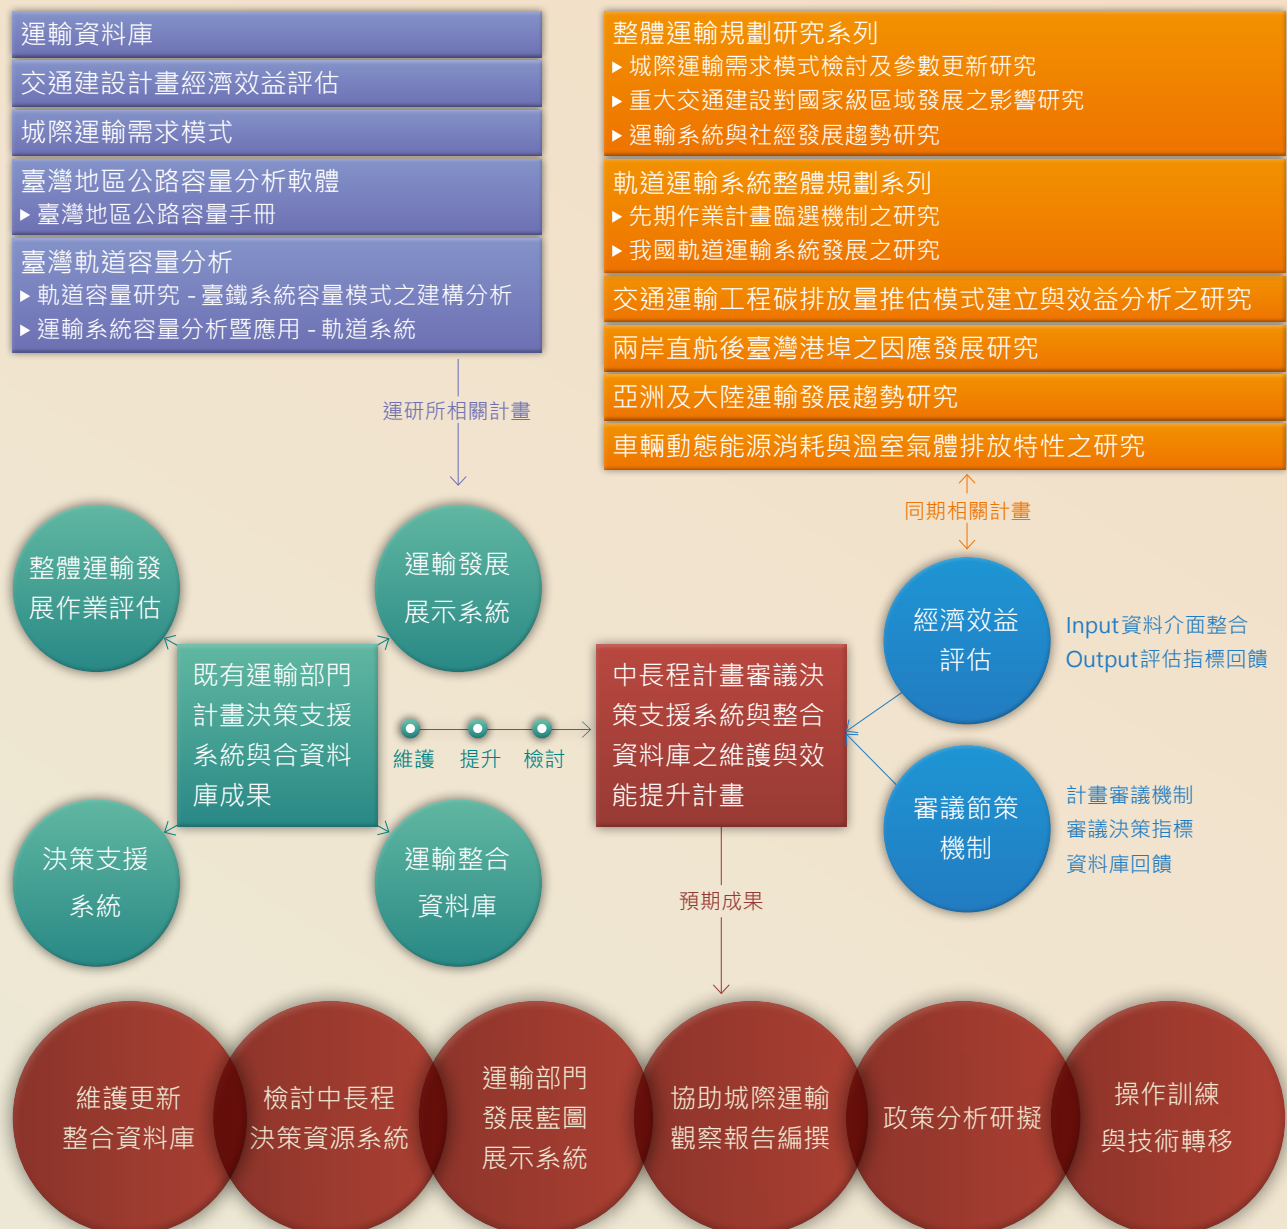 運輸資料庫
交通建設計畫經濟效益評估
城際運輸需求模式
臺灣地區公路容量分析軟體
▶ 臺灣地區公路容量手冊
臺灣軌道容量分析
▶ 軌道容量研究 - 臺鐵系統容量模式之建構分析
▶ 運輸系統容量分析暨應用 - 軌道系統
整體運輸規劃研究系列
▶ 城際運輸需求模式檢討及參數更新研究
▶ 重大交通建設對國家級區域發展之影響研究
▶ 運輸系統與社經發展趨勢研究
軌道運輸系統整體規劃系列
▶ 先期作業計畫臨選機制之研究
▶ 我國軌道運輸系統發展之研究
交通運輸工程碳排放量推估模式建立與效益分析之研究
兩岸直航後臺灣港埠之因應發展研究
亞洲及大陸運輸發展趨勢研究
車輛動態能源消耗與溫室氣體排放特性之研究
運研所相關計畫
同期相關計畫
整體運輸發
展作業評估
運輸發展
展示系統
既有運輸部門
計畫決策支援
系統與合資料
庫成果
決策支援
系統
運輸整合
資料庫
維護
提升
檢討
中長程計畫審議決
策支援系統與整合
資料庫之維護與效
能提升計畫
經濟效益
評估
Input資料介面整合
Output評估指標回饋
審議節策
機制
計畫審議機制
審議決策指標
資料庫回饋
預期成果
維護更新
整合資料庫
檢討中長程
決策資源系統
運輸部門
發展藍圖
展示系統
協助城際運輸
觀察報告編撰
政策分析研擬
操作訓練
與技術轉移